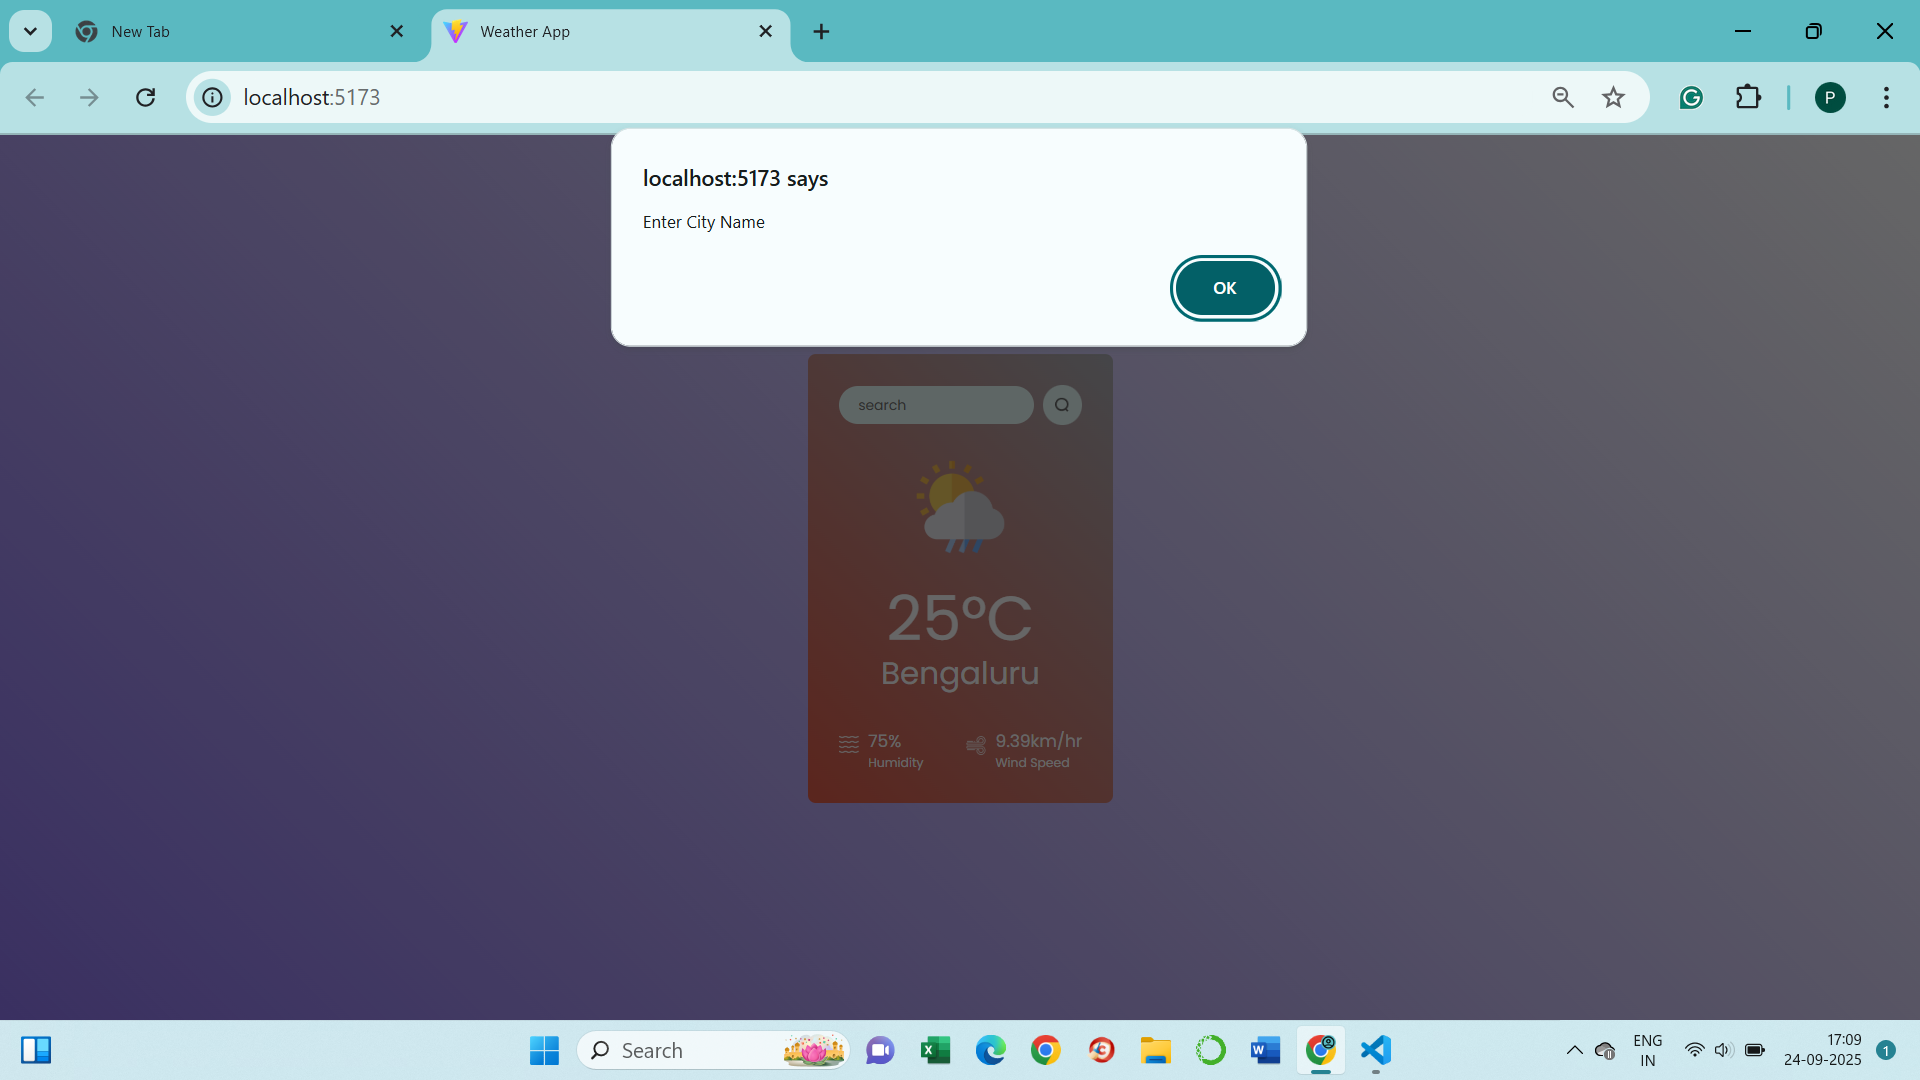 New Tab
Weather App
localhost:5173
P
localhost:5173 says
Enter City Name
OK
search
25°C
Bengaluru
75%
Humidity
9.39km/hr
Wind Speed
Search
ENG
IN
17:09
24-09-2025
1